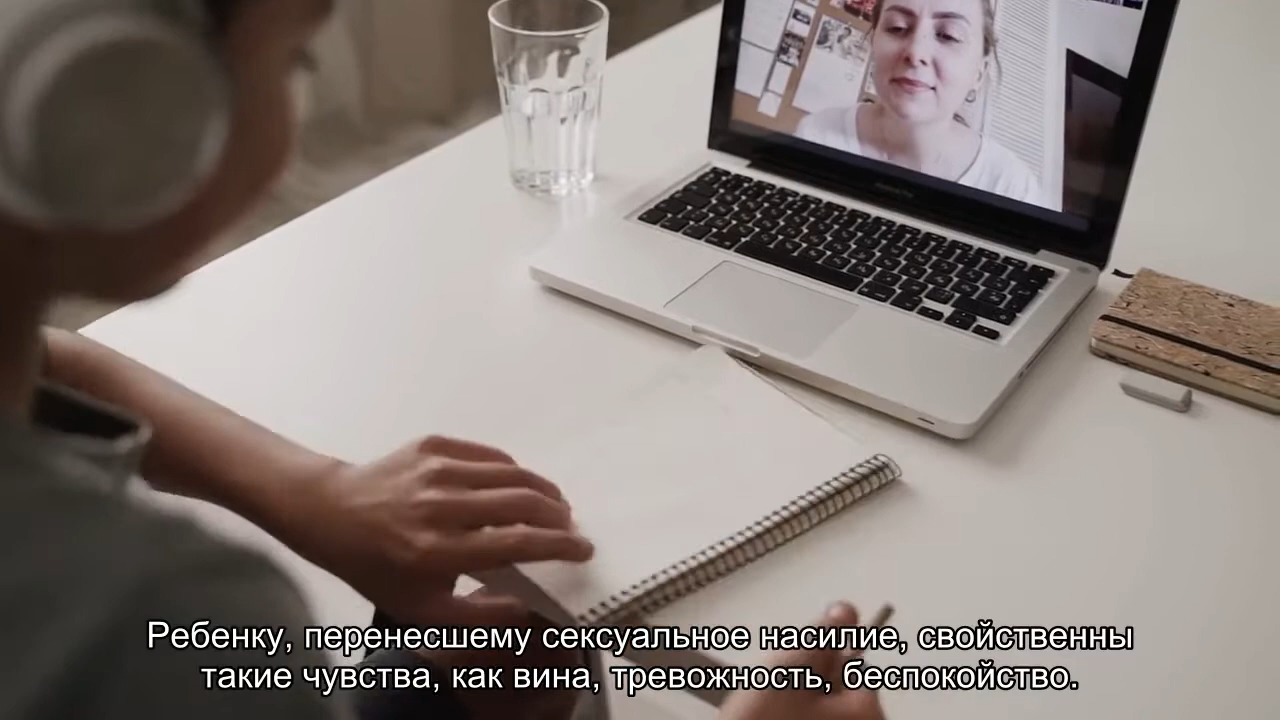 Ребенку, перенесшему сексуальное насилие, свойственны
такие чувства, как вина, тревожность, беспокойство.